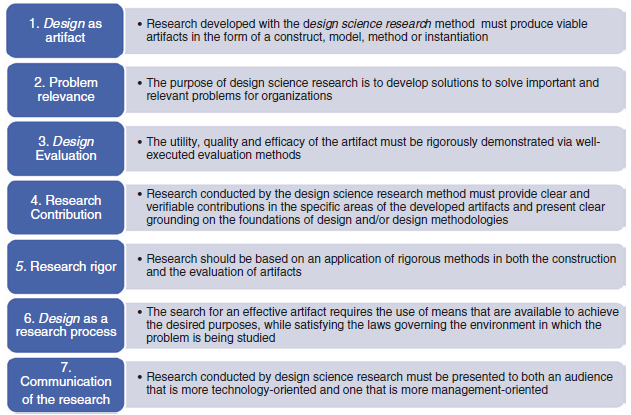 1. Design as
artifact
• Research developed with the design science research method must produce viable
artifacts in the form of a construct, model, method or instantiation
2. Problem
relevance
• The purpose of design science research is to develop solutions to solve important and
relevant problems for organizations
3. Design
Evaluation
• The utility, quality and efficacy of the artifact must be rigorously demonstrated via well-
executed evaluation methods
4. Research
Contribution
• Research conducted by the design science research method must provide clear and
verifiable contributions in the specific areas of the developed artifacts and present clear
grounding on the foundations of design and/or design methodologies
5. Research rigor
• Research should be based on an application of rigorous methods in both the construction
and the evaluation of artifacts
6. Design as a
research process
• The search for an effective artifact requires the use of means that are available to achieve
the desired purposes, while satisfying the laws governing the environment in which the
problem is being studied
7.
Communication
of the research
• Research conducted by design science research must be presented to both an audience
that is more technology-oriented and one that is more management-oriented